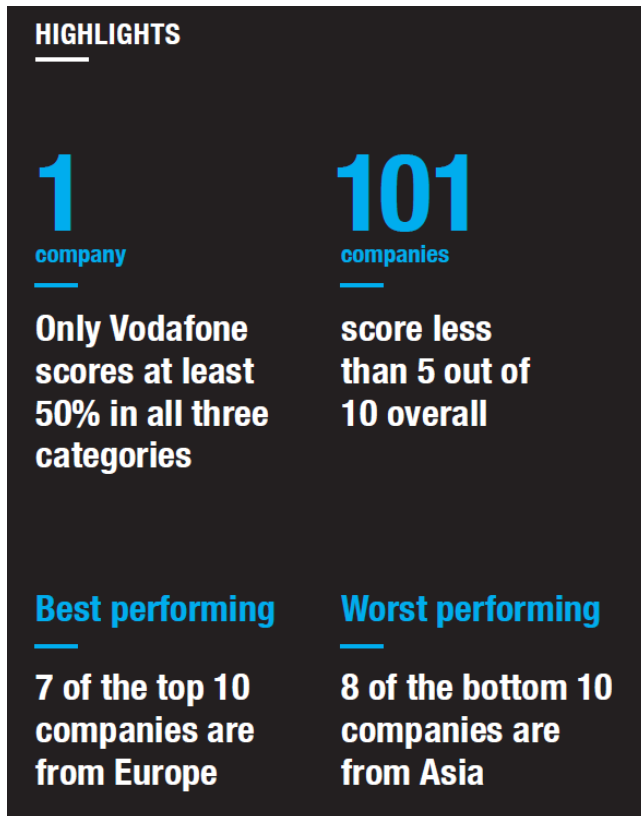 HIGHLIGHTS
1
company
Only Vodafone
scores at least
50% in all three
categories
101
companies
score less
than 5 out of
10 overall
Best performing
7 of the top 10
companies are
from Europe
Worst performing
8 of the bottom 10
companies are
from Asia